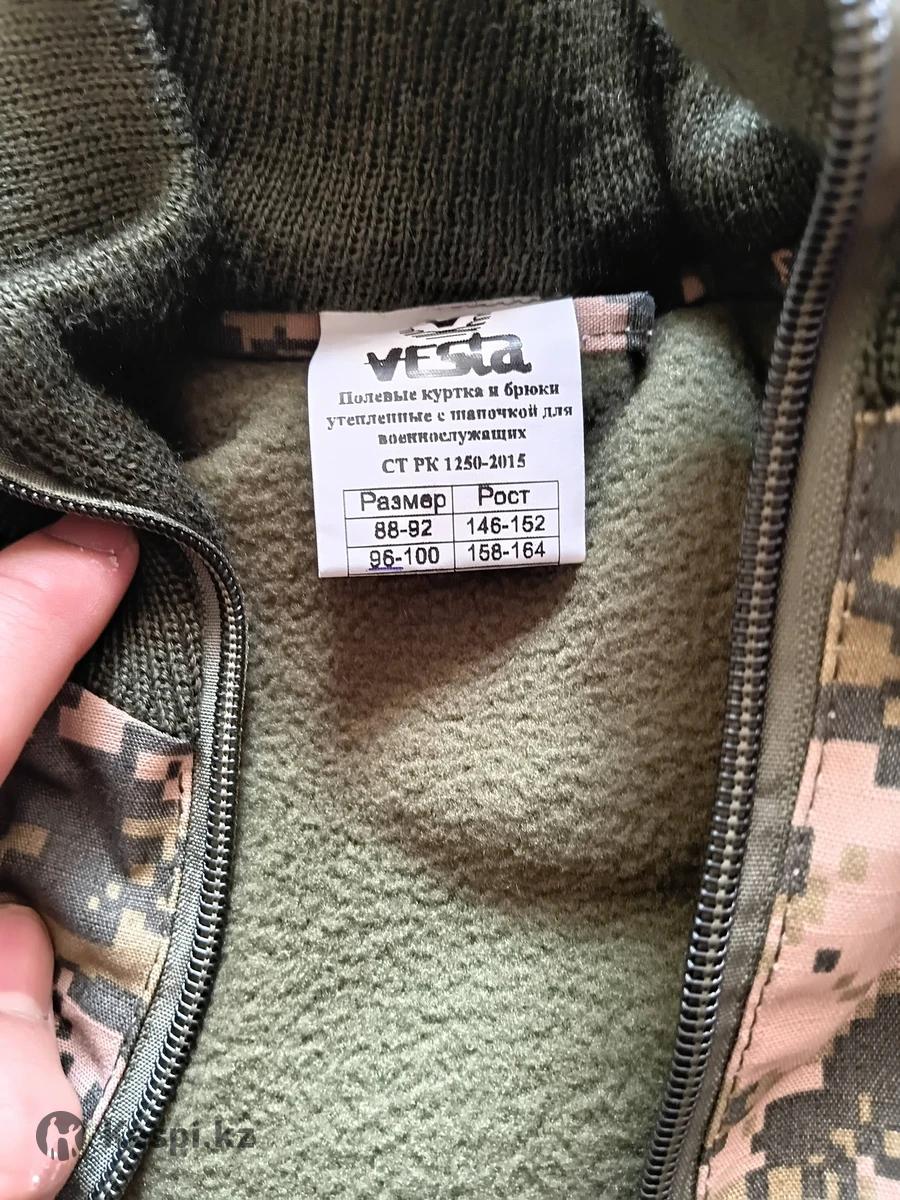 VESta
Полевые куртка и брюки
утепленные с шапочкой для
военнослужащих
СТ РК 1250-2015
Размер Рост
88-92 146-152
96-100 158-164
kaspi.kz